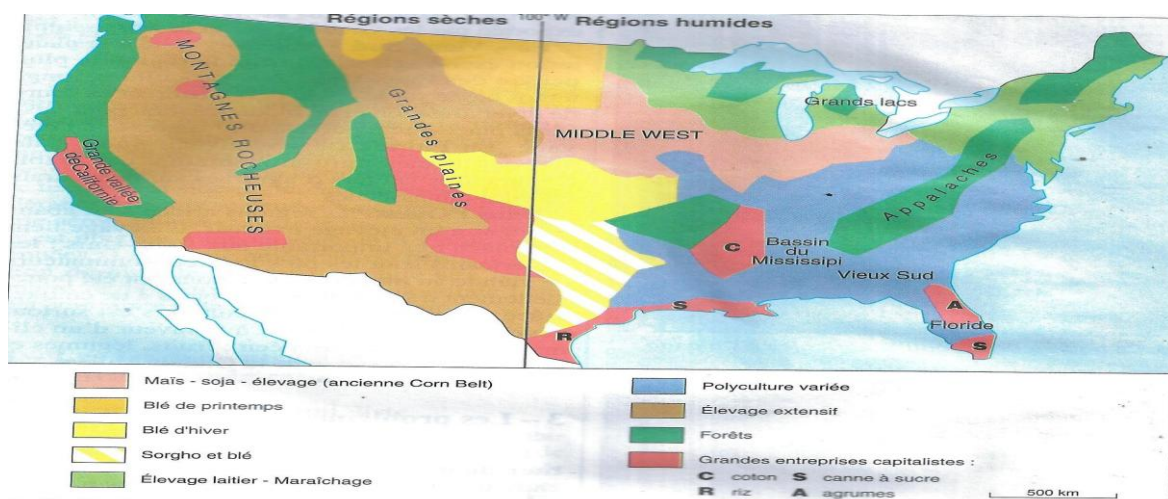 Régions sèches 100° W Régions humides
MONTAGNES ROCHEUSES
Grandes plaines
Grands lacs
MIDDLE WEST
Grande vallée
de Californie
Appalaches
C
Bassin
du
Mississipi
Vieux Sud
S
A
R
Floride
S
Maïs - soja - élevage (ancienne Corn Belt)
Blé de printemps
Blé d'hiver
Sorgho et blé
Élevage laitier - Maraîchage
Polyculture variée
Élevage extensif
Forêts
Grandes entreprises capitalistes :
C coton S canne à sucre
R riz A agrumes
500 km